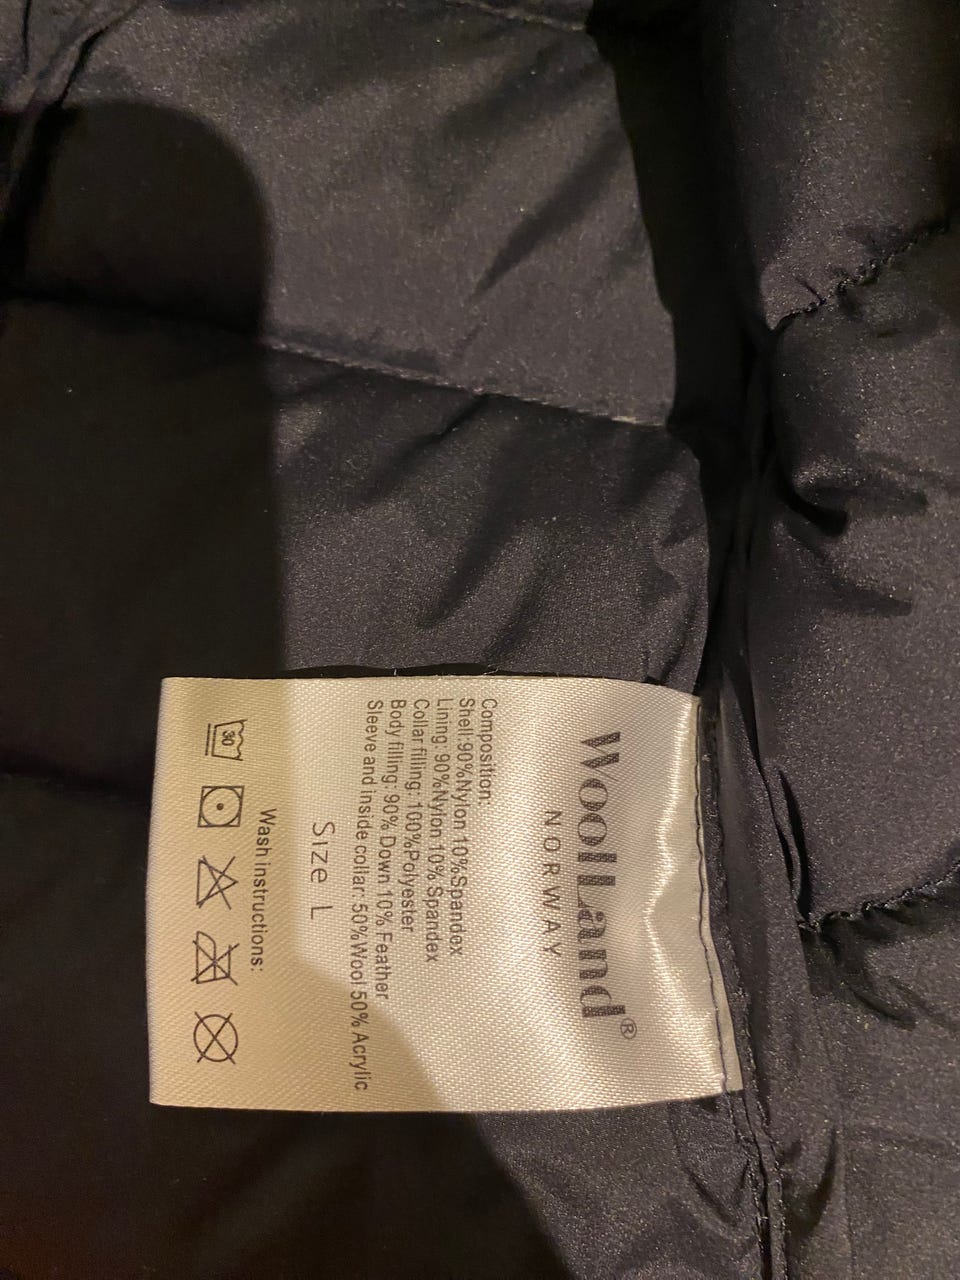 WOOLLand®
NORWAY
Composition:
Shell:90%Nylon 10%Spandex
Lining: 90%Nylon 10% Spandex
Collar filling: 100%Polyester
Body filling: 90% Down 10% Feather
Sleeve and inside collar: 50%Wool 50% Acrylic
Size L
Wash instructions:
30